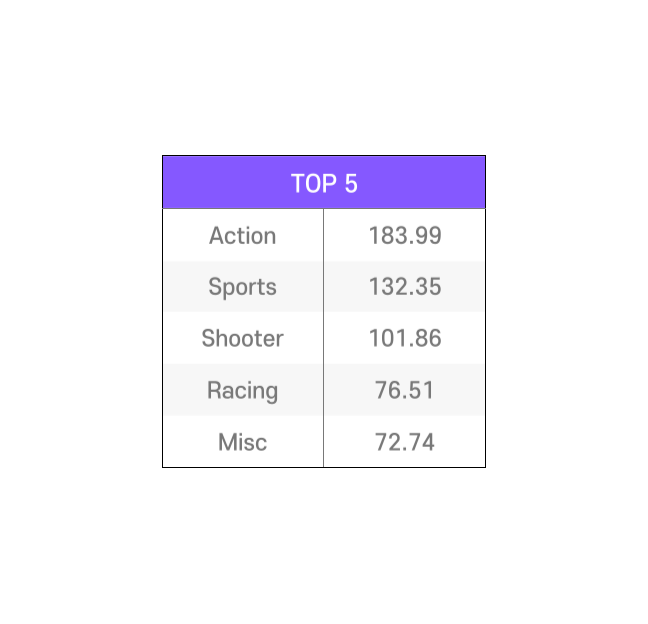 TOP 5
Action 183.99
Sports 132.35
Shooter 101.86
Racing 76.51
Misc 72.74